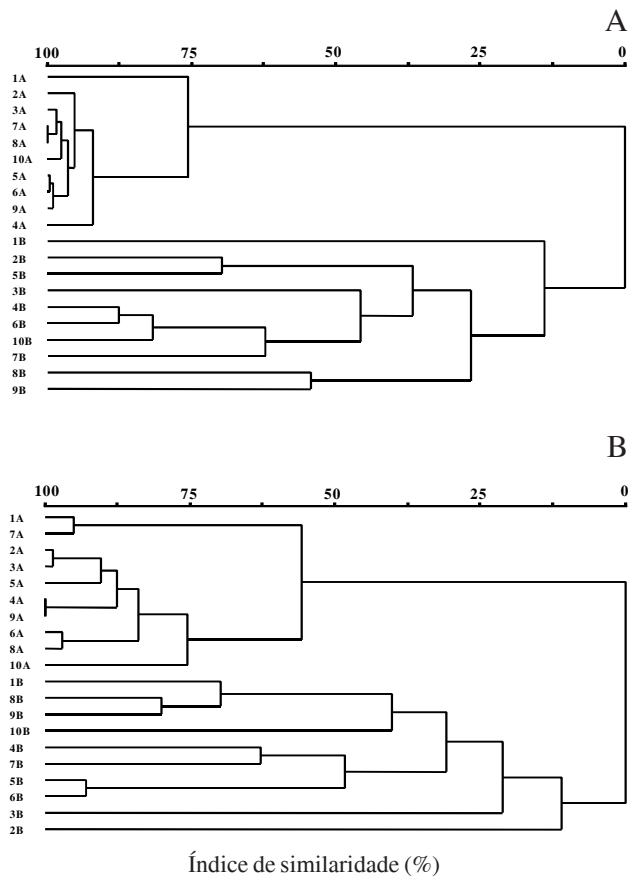 A
100 75 50 25 0
1A
2A
3A
7A
8A
10A
5A
6A
9A
4A
1B
2B
5B
3B
4B
6B
10B
7B
8B
9B
B
100 75 50 25 0
1A
7A
2A
3A
5A
4A
9A
6A
8A
10A
1B
8B
9B
10B
4B
7B
5B
6B
3B
2B
Índice de similaridade (%)